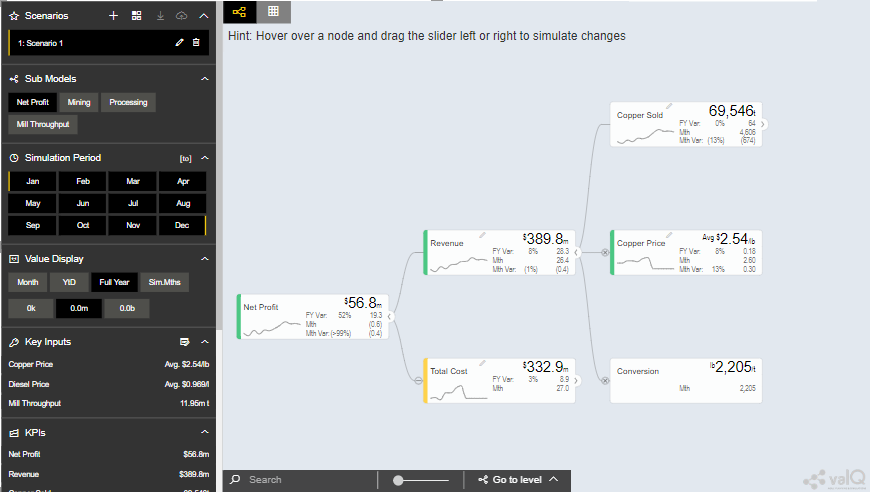 Scenarios
1: Scenario 1
Sub Models
Net Profit Mining Processing
Mill Throughput
Simulation Period [to]
Jan Feb Mar Apr
May Jun Jul Aug
Sep Oct Nov Dec
Value Display
Month YtD Full Year Sim.Mths
0k 0.0m 0.0b
Key Inputs
Copper Price Avg. $2.54/lb
Diesel Price Avg. $0.969/l
Mill Throughput 11.95m t
KPIs
Net Profit $56.8m
Revenue $389.8m
Hint: Hover over a node and drag the slider left or right to simulate changes
Net Profit $56.8m
FY Var: 52% 19.3
Mth (0.5)
Mth Var: (>99%) (0.4)
Revenue $389.8m
FY Var: 8% 28.3
Mth 26.4
Mth Var: (1%) (0.4)
Total Cost $332.9m
FY Var: 3% 8.9
Mth 27.0
Copper Sold 69,546t
FY Var: 0% 64
Mth 4,606
Mth Var: (13%) (674)
Copper Price Avg $2.54/lb
FY Var: 8% 0.18
Mth 2.60
Mth Var: 13% 0.30
Conversion lb2,205/t
Mth 2,205
Search
Go to level
valQ